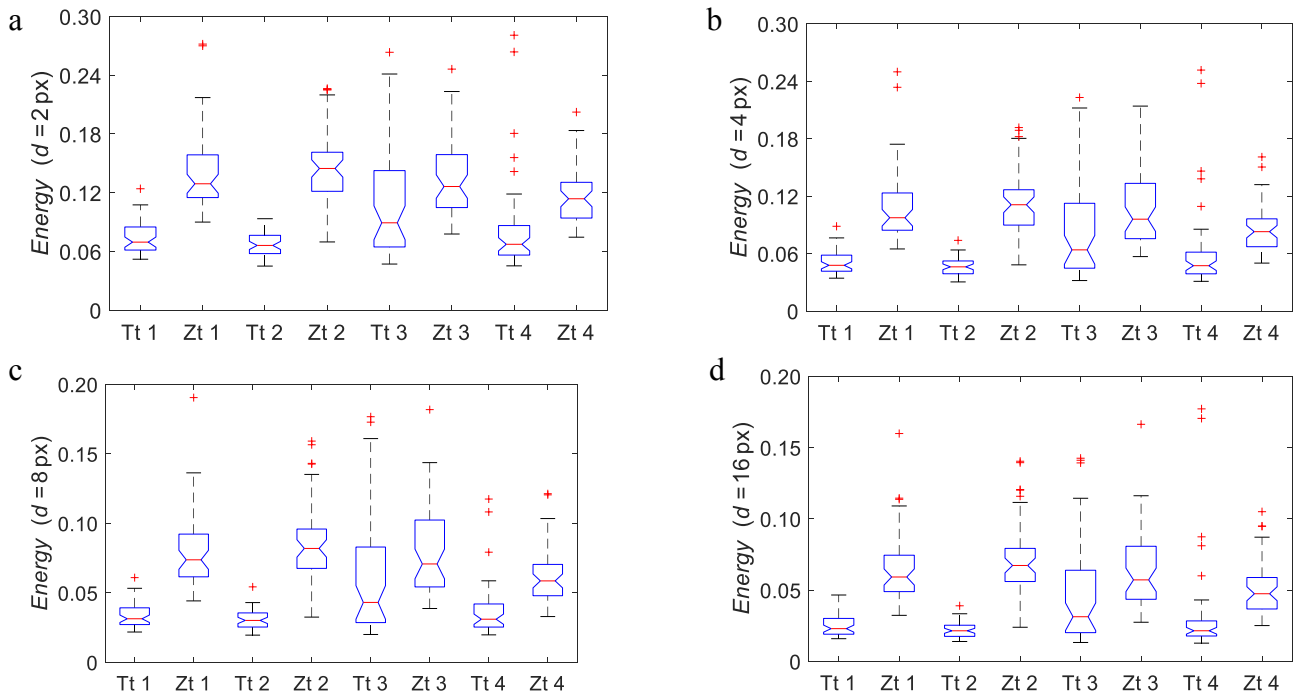 a
0.30
0.24
0.18
0.12
0.06
0
Energy (d = 2 px)
Tt 1 Zt 1 Tt 2 Zt 2 Tt 3 Zt 3 Tt 4 Zt 4
b
0.30
0.24
0.18
0.12
0.06
0
Energy (d = 4 px)
Tt 1 Zt 1 Tt 2 Zt 2 Tt 3 Zt 3 Tt 4 Zt 4
c
0.20
0.15
0.10
0.05
0
Energy (d = 8 px)
Tt 1 Zt 1 Tt 2 Zt 2 Tt 3 Zt 3 Tt 4 Zt 4
d
0.20
0.15
0.10
0.05
0
Energy (d = 16 px)
Tt 1 Zt 1 Tt 2 Zt 2 Tt 3 Zt 3 Tt 4 Zt 4